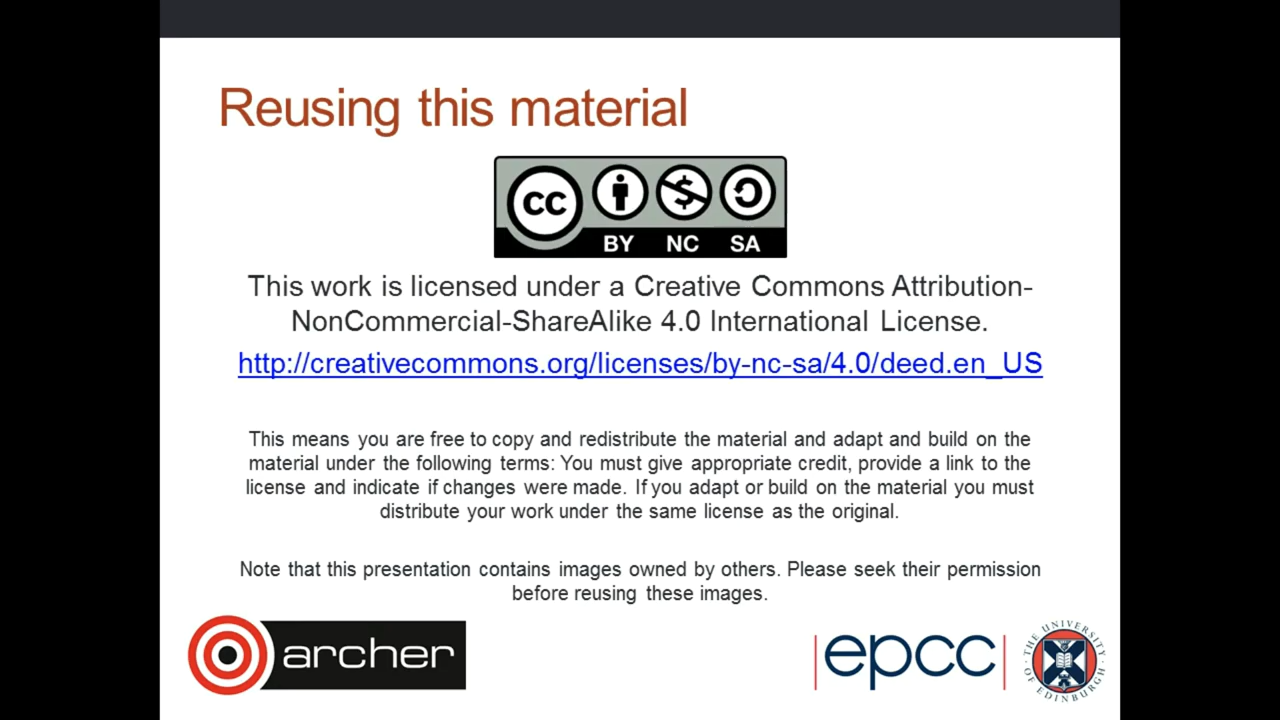 Reusing this material
cc
BY NC SA
This work is licensed under a Creative Commons Attribution-
NonCommercial-ShareAlike 4.0 International License.
http://creativecommons.org/licenses/by-nc-sa/4.0/deed.en_US
This means you are free to copy and redistribute the material and adapt and build on the
material under the following terms: You must give appropriate credit, provide a link to the
license and indicate if changes were made. If you adapt or build on the material you must
distribute your work under the same license as the original.
Note that this presentation contains images owned by others. Please seek their permission
before reusing these images.
archer
epcc
THE UNIVERSITY
OF EDINBURGH